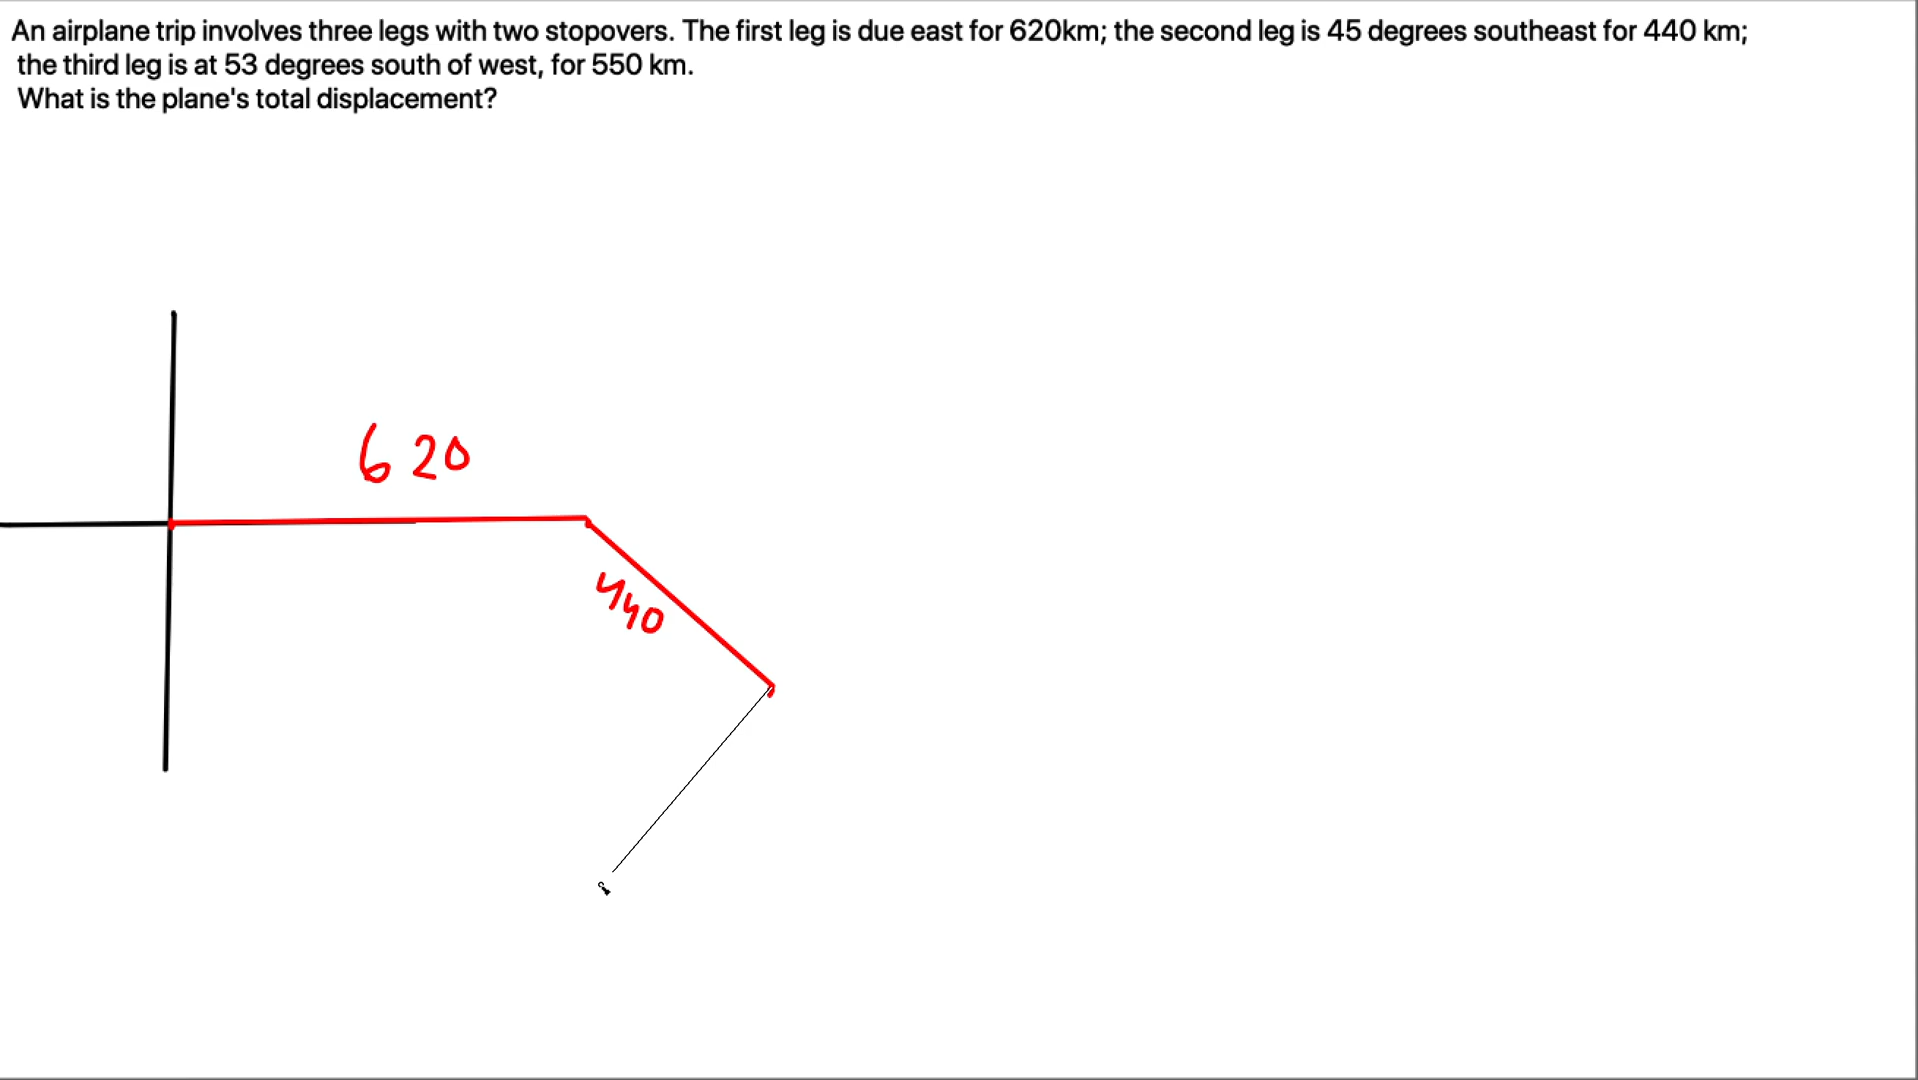 An airplane trip involves three legs with two stopovers. The first leg is due east for 620km; the second leg is 45 degrees southeast for 440 km;
the third leg is at 53 degrees south of west, for 550 km.
What is the plane's total displacement?
620
440